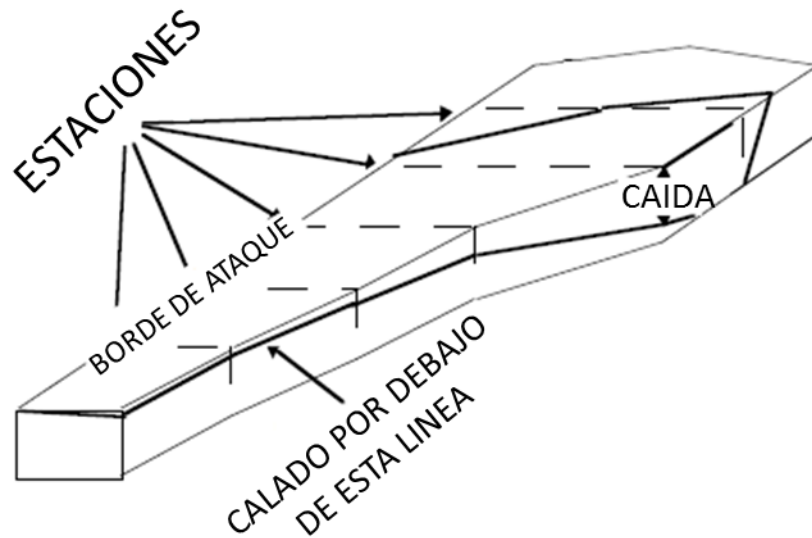 ESTACIONES
CAIDA
BORDE DE ATAQUE
CALADO POR DEBAJO
DE ESTA LINEA